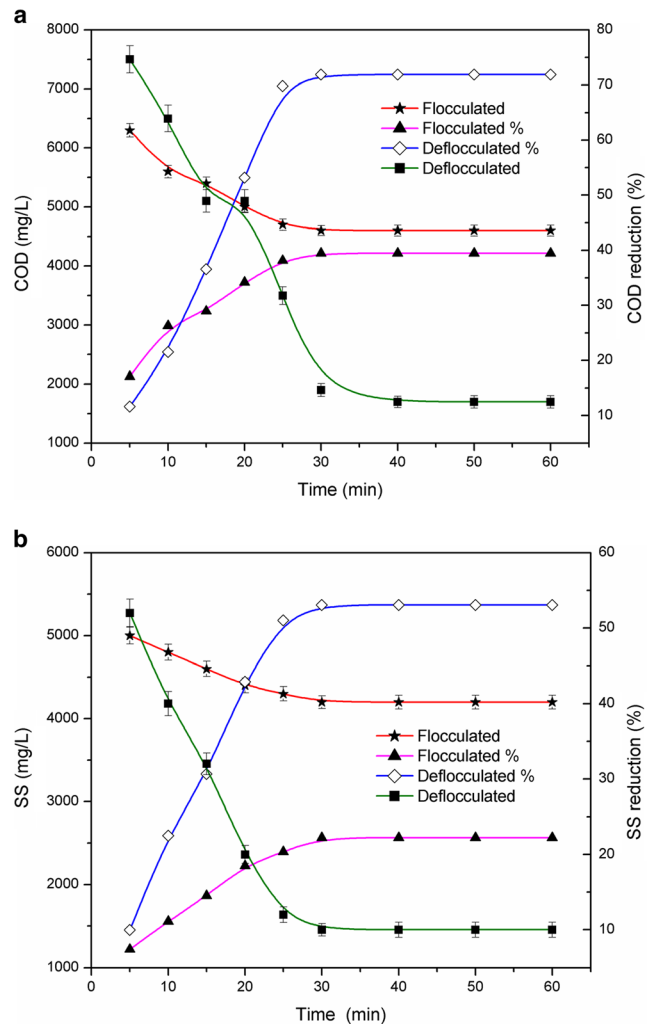 a
8000
7000
6000
5000
4000
3000
2000
1000
COD (mg/L)
80
70
60
50
40
30
20
10
COD reduction (%)
Flocculated
Flocculated %
Deflocculated %
Deflocculated
0 10 20 30 40 50 60
Time (min)
b
6000
5000
4000
3000
2000
1000
SS (mg/L)
60
50
40
30
20
10
SS reduction (%)
Flocculated
Flocculated %
Deflocculated %
Deflocculated
0 10 20 30 40 50 60
Time (min)